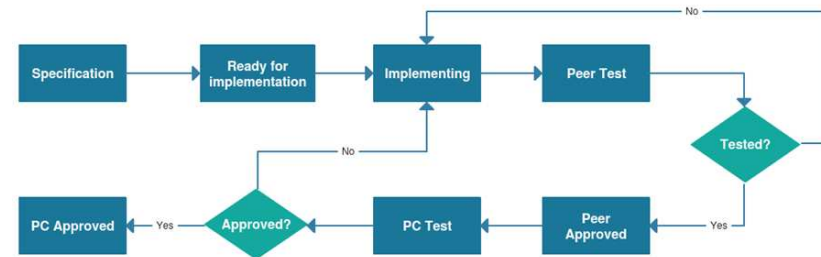 No
Specification
Ready for
implementation
Implementing
Peer Test
Tested?
No
PC Approved
Yes
Approved?
PC Test
Peer
Approved
Yes